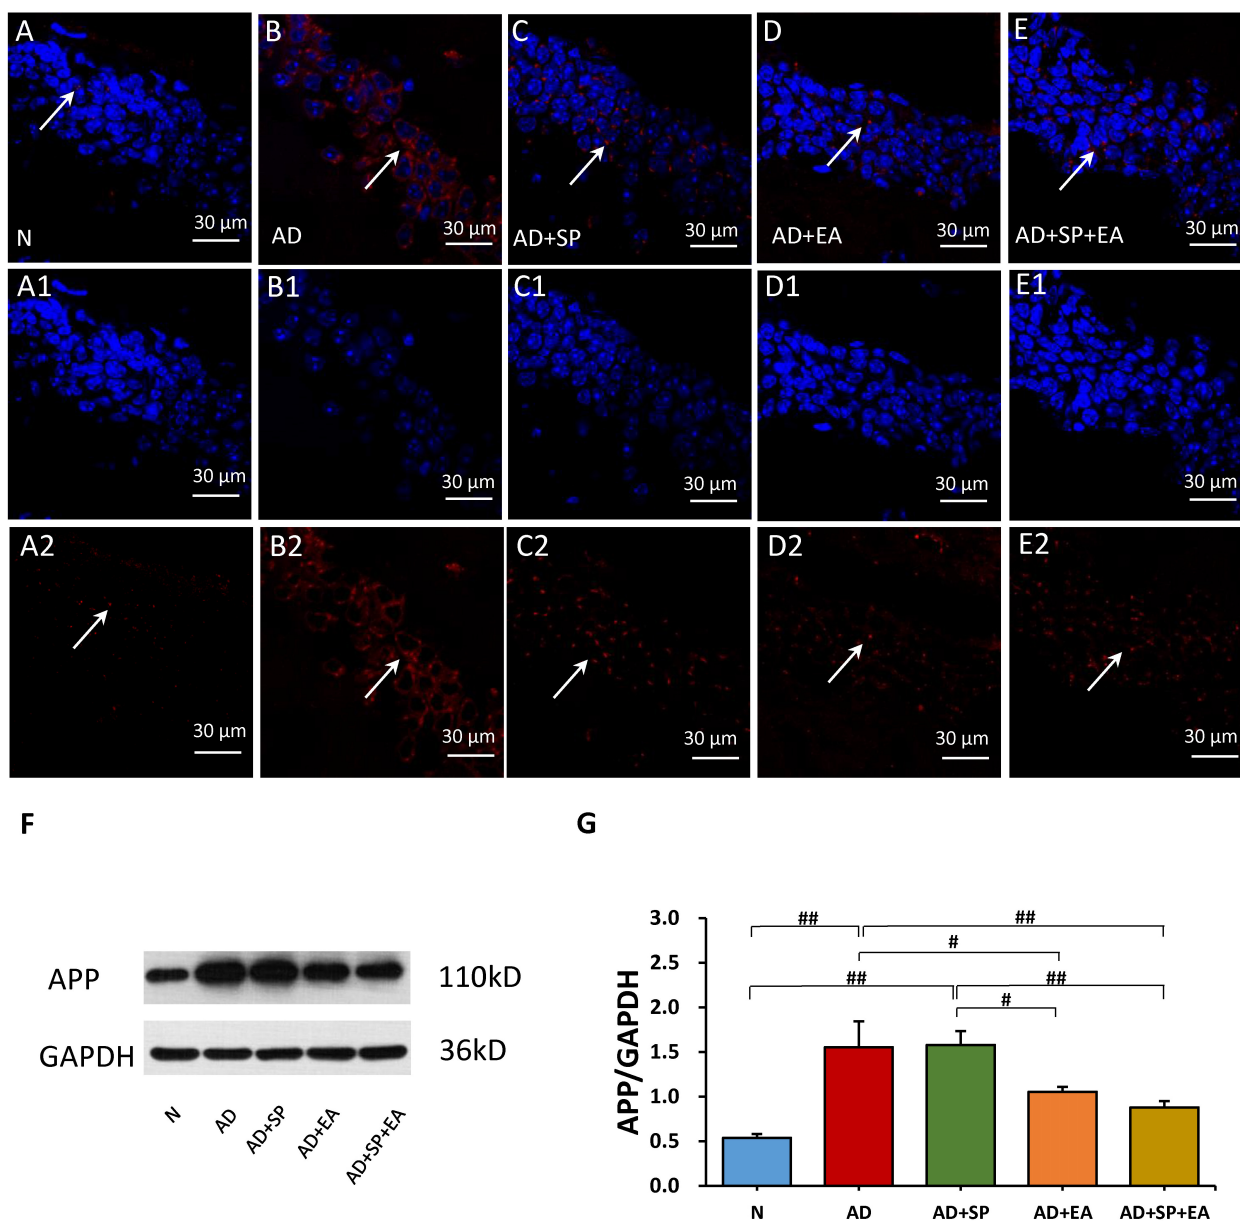 A B C D E
30 µm 30 µm 30 µm 30 µm 30 µm
N AD AD+SP AD+EA AD+SP+EA
A1 B1 C1 D1 E1
30 µm 30 µm 30 µm 30 µm 30 µm
A2 B2 C2 D2 E2
30 µm 30 µm 30 µm 30 µm 30 µm
F
APP 110kD
GAPDH 36kD
N AD AD+SP AD+EA AD+SP+EA
G
APP/GAPDH
3.0
2.5
2.0
1.5
1.0
0.5
0.0
## ##
#
## ##
#
N AD AD+SP AD+EA AD+SP+EA